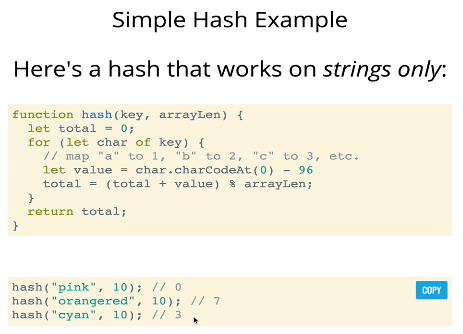 Simple Hash Example
Here's a hash that works on strings only:
function hash(key, arrayLen) {
  let total = 0;
  for (let char of key) {
    // map "a" to 1, "b" to 2, "c" to 3, etc.
    let value = char.charCodeAt(0) - 96
    total = (total + value) % arrayLen;
  }
  return total;
}
hash("pink", 10); // 0
COPY
hash("orangered", 10); // 7
hash("cyan", 10); // 3